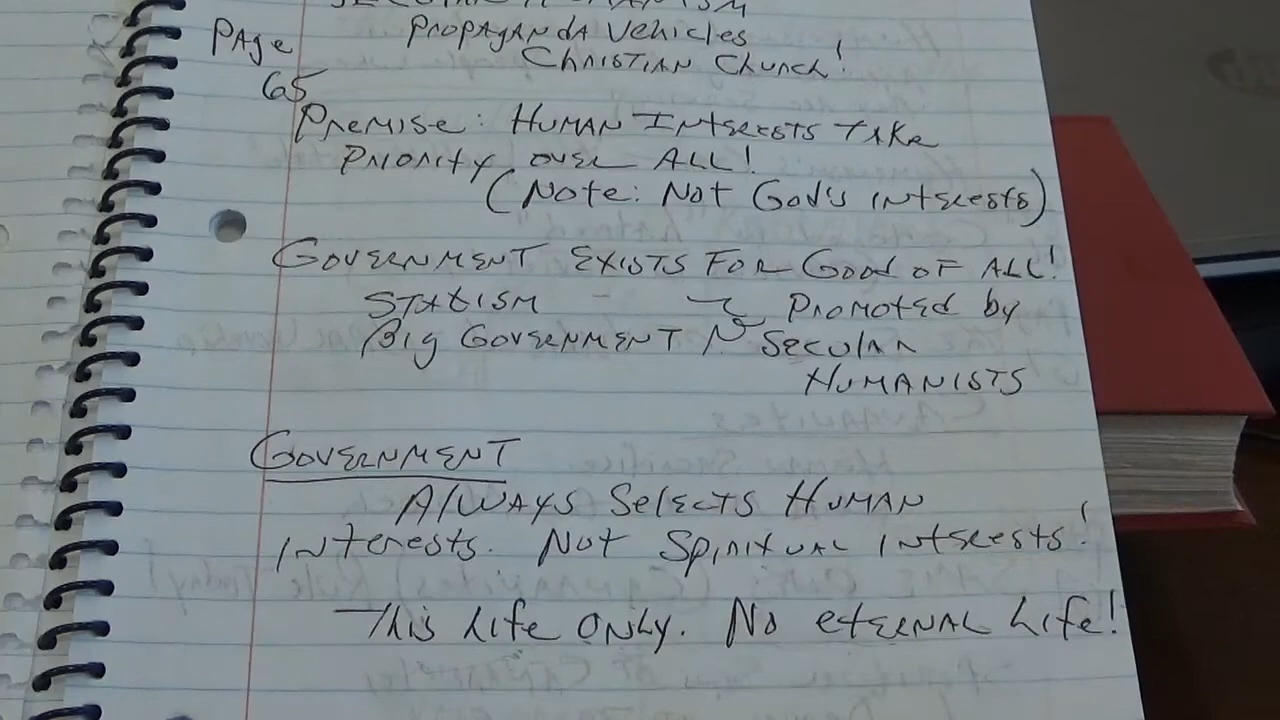 SECULAR HUMANISM
PAge PROPAGANDA Vehicles
CHRISTIAN CHURCH!
65
PREMISE: HUMAN INTERESTS TAKE
PRIORITY OVER ALL!
(NOTE: NOT GOD'S INTERESTS)
GOVERNMENT EXISTS FOR GOOD OF ALL!
STATISM - PROMOTED by
BIg GOVERNMENT SECULAR
HUMANISTS
GOVERNMENT
AlWAYS SElECTS HUMAN
INTERESTS. NOT SPIRITUAL INTERESTS!
This Life ONLY. No ETERNAL Life!